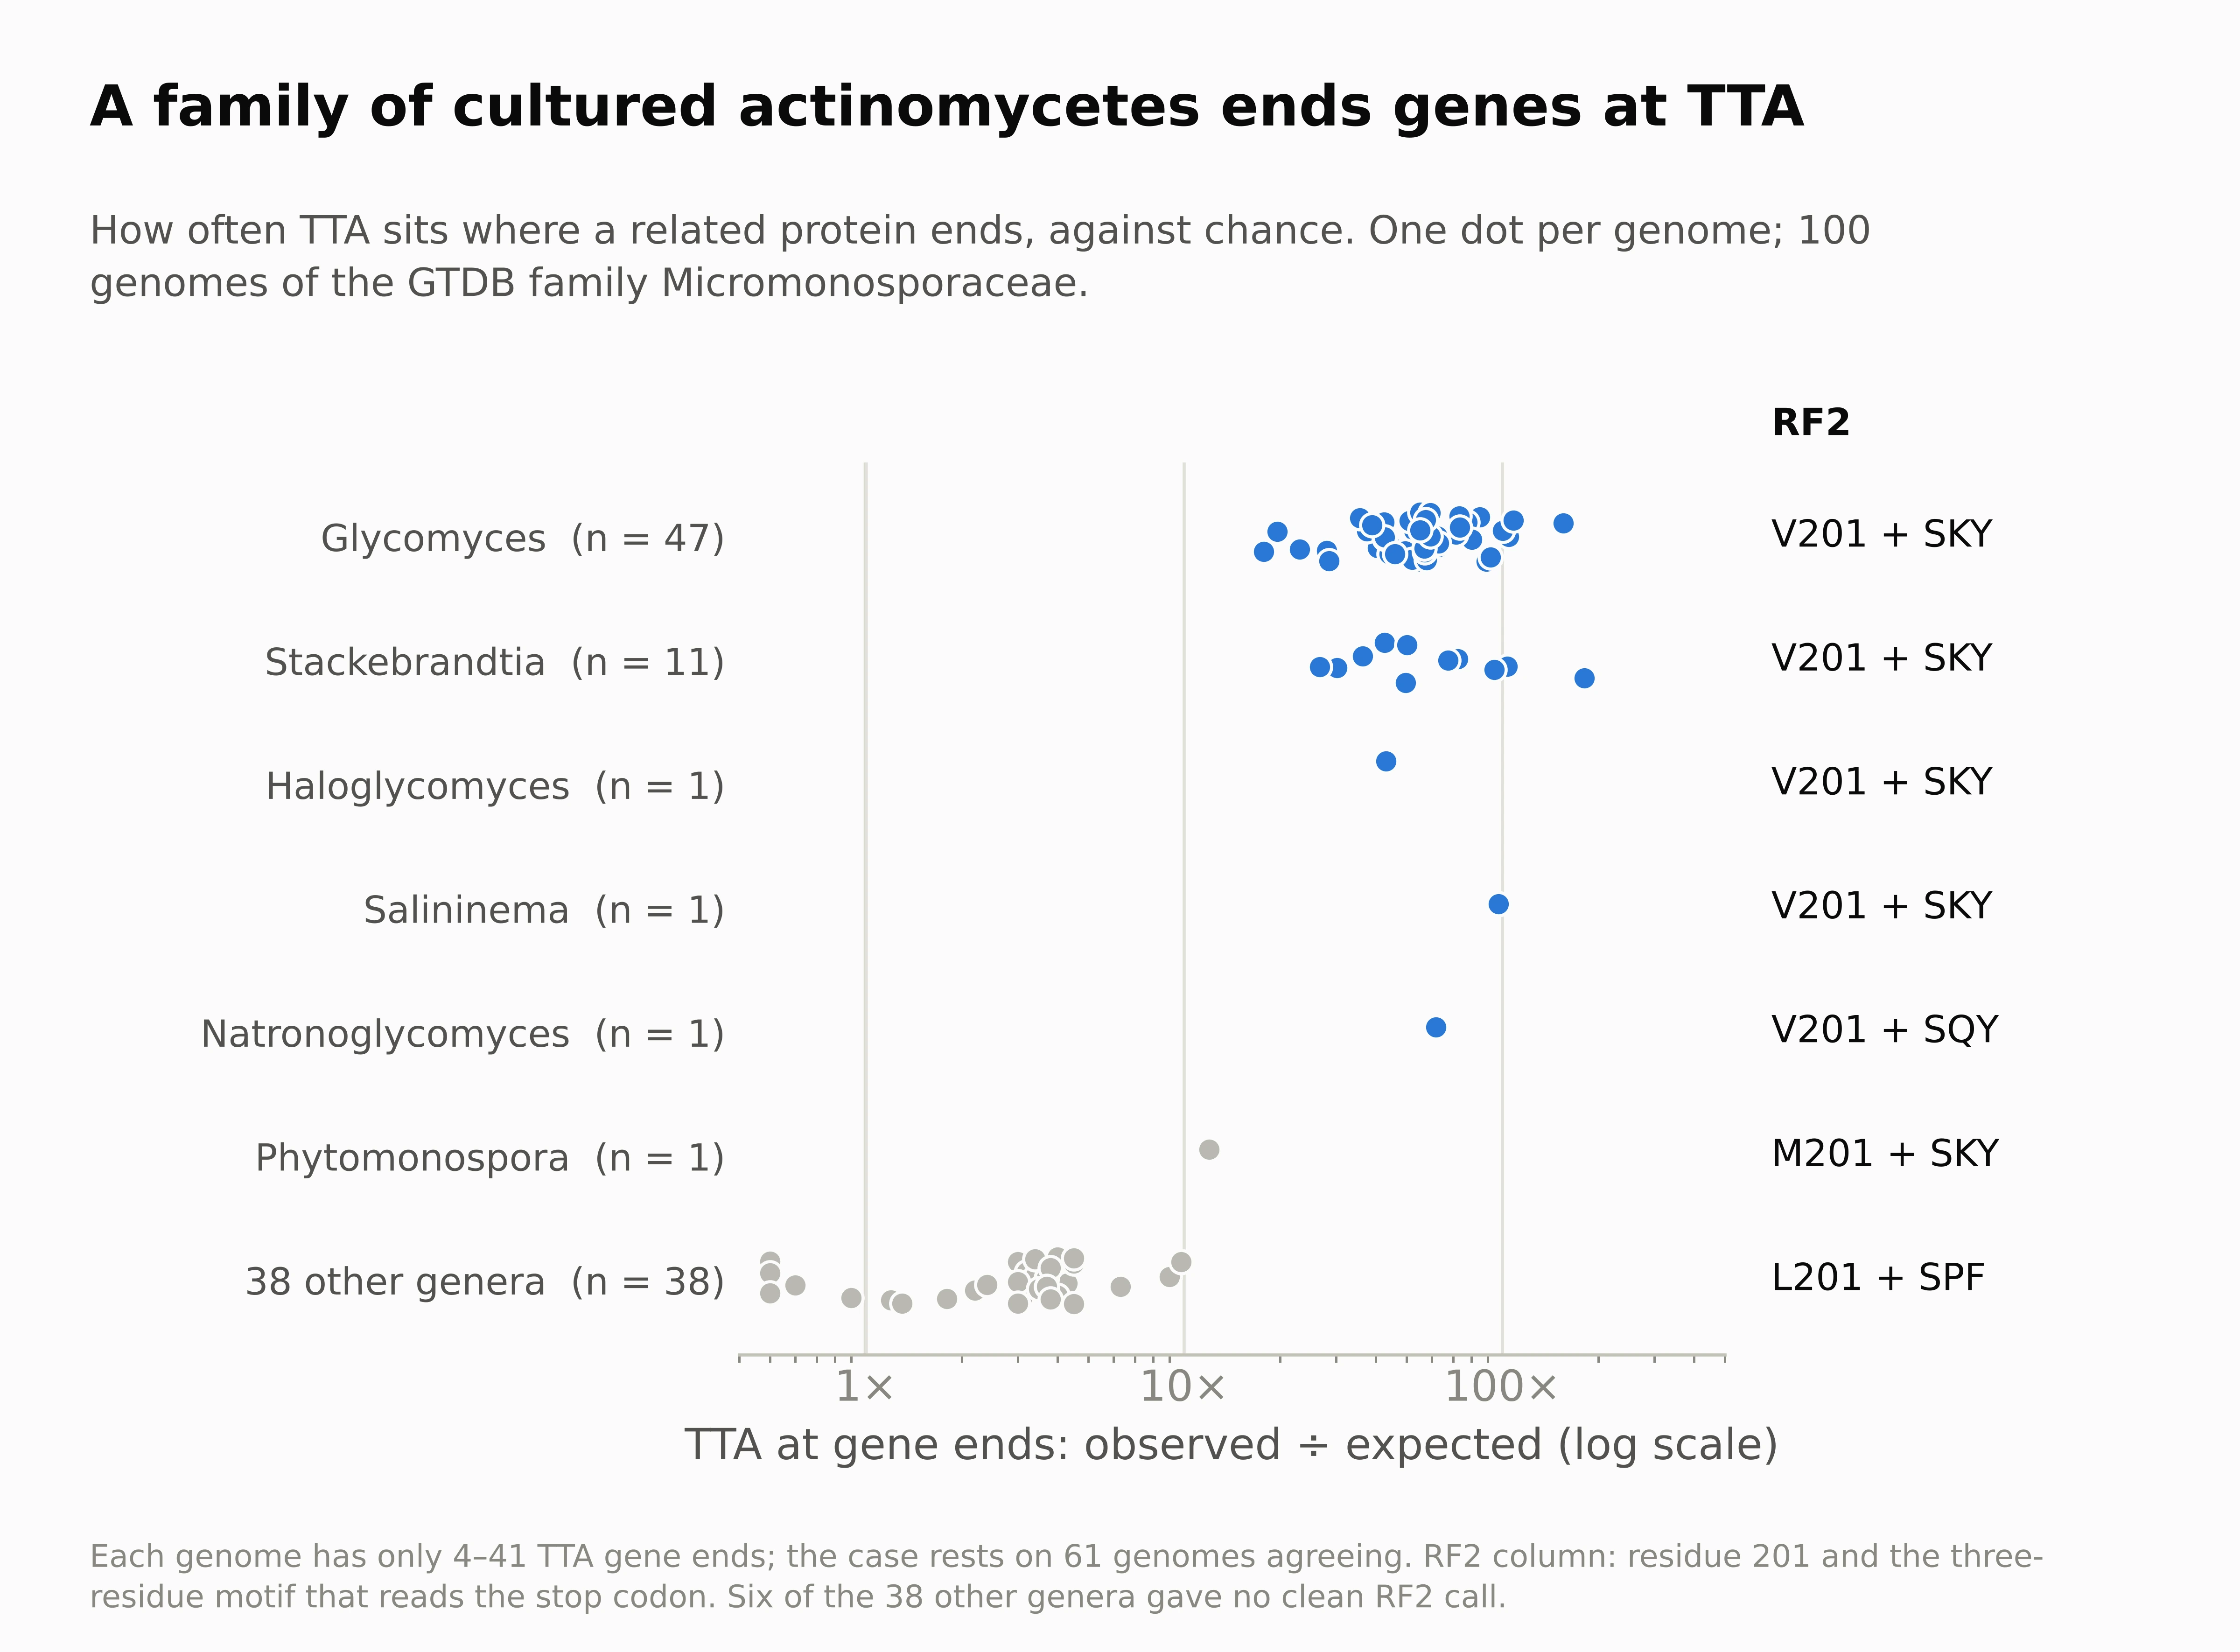 A family of cultured actinomycetes ends genes at TTA
How often TTA sits where a related protein ends, against chance. One dot per genome; 100
genomes of the GTDB family Micromonosporaceae.
RF2
Glycomyces (n = 47) V201 + SKY
Stackebrandtia (n = 11) V201 + SKY
Haloglycomyces (n = 1) V201 + SKY
Salininema (n = 1) V201 + SKY
Natronoglycomyces (n = 1) V201 + SQY
Phytomonospora (n = 1) M201 + SKY
38 other genera (n = 38) L201 + SPF
1× 10× 100×
TTA at gene ends: observed ÷ expected (log scale)
Each genome has only 4–41 TTA gene ends; the case rests on 61 genomes agreeing. RF2 column: residue 201 and the three-
residue motif that reads the stop codon. Six of the 38 other genera gave no clean RF2 call.